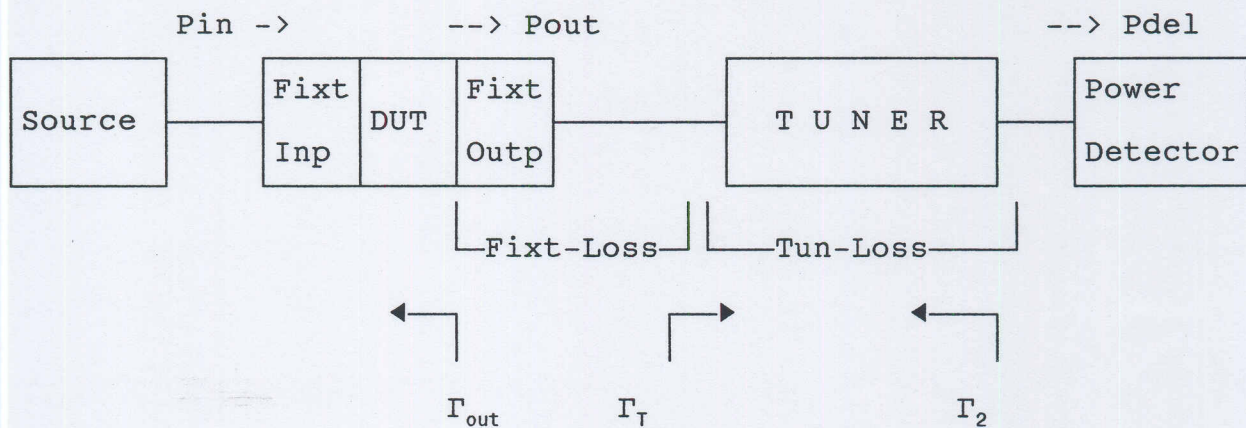 Pin -> --> Pout --> Pdel
Fixt Fixt Power
Source DUT T U N E R
Inp Outp Detector
Fixt-Loss Tun-Loss
Γout ΓT Γ2